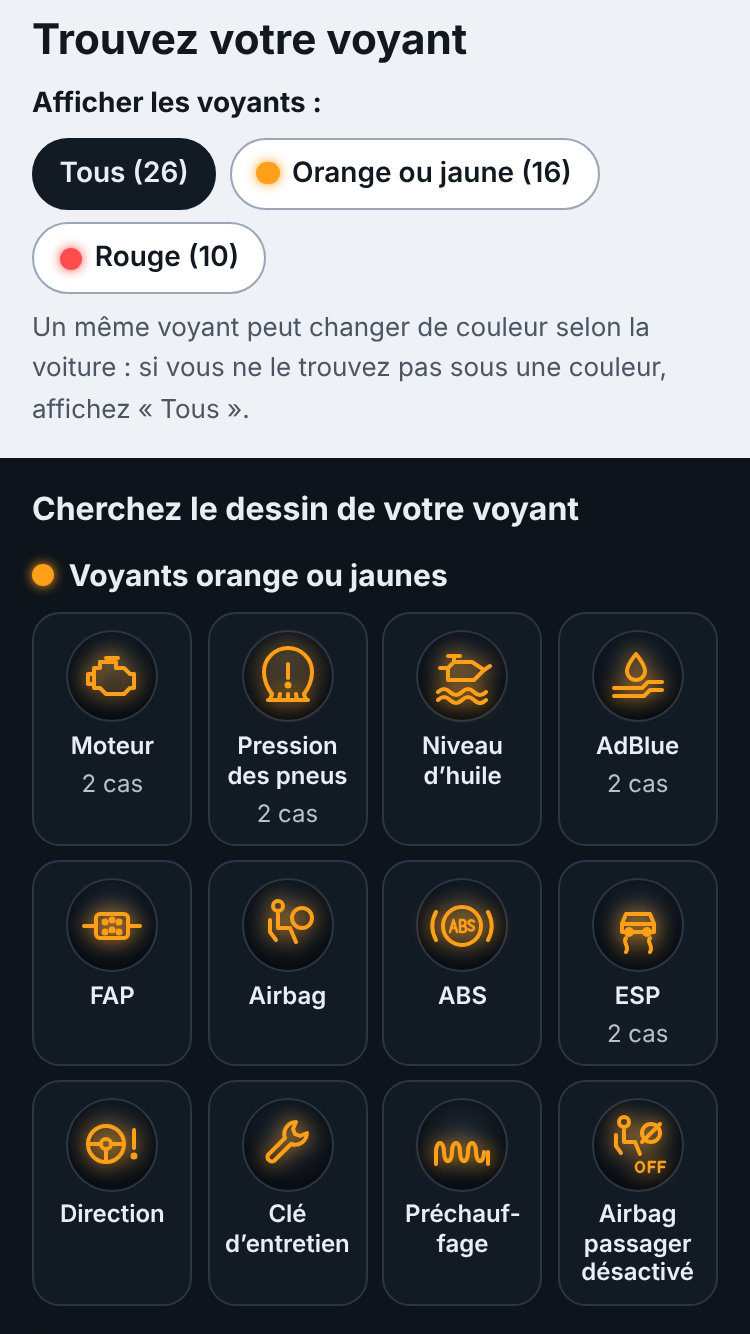 Trouvez votre voyant
Afficher les voyants :
Tous (26)
Orange ou jaune (16)
Rouge (10)
Un même voyant peut changer de couleur selon la
voiture : si vous ne le trouvez pas sous une couleur,
affichez « Tous ».
Cherchez le dessin de votre voyant
Voyants orange ou jaunes
Moteur
2 cas
Pression
des pneus
2 cas
Niveau
d’huile
AdBlue
2 cas
FAP
Airbag
ABS
ABS
ESP
2 cas
Direction
Clé
d’entretien
Préchauf-
fage
OFF
Airbag
passager
désactivé